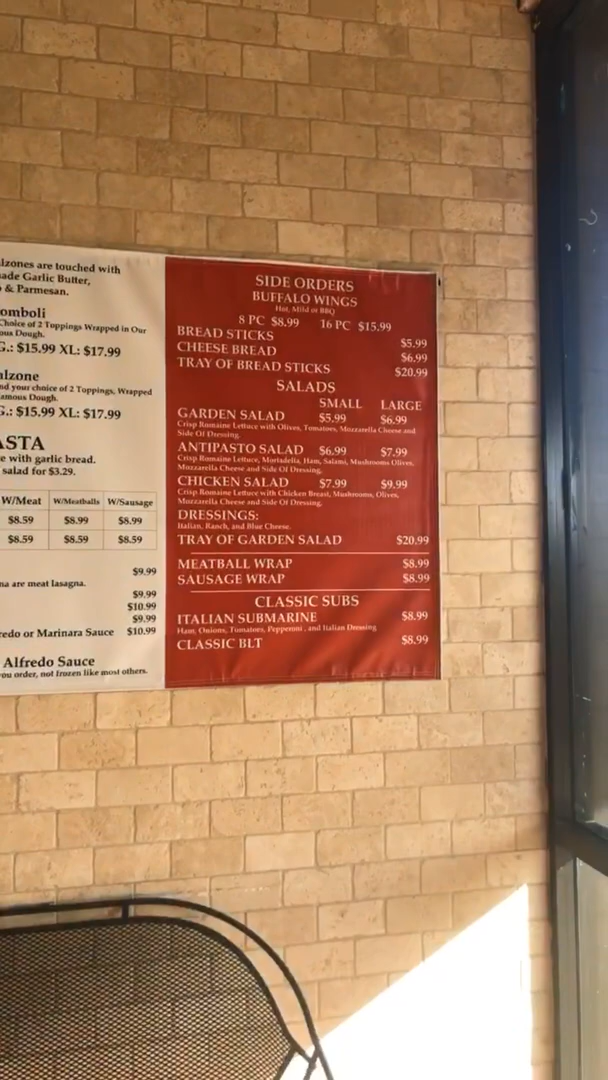 alzones are touched with
ade Garlic Butter,
& Parmesan.
omboli
Choice of 2 Toppings Wrapped in Our
ous Dough.
G.: $15.99 XL: $17.99
alzone
nd your choice of 2 Toppings, Wrapped
amous Dough.
G.: $15.99 XL: $17.99
ASTA
e with garlic bread.
salad for $3.29.
W/Meat W/Meatballs W/Sausage
$8.59 $8.99 $8.99
$8.59 $8.59 $8.59
$9.99
na are meat lasagna.
$9.99
$10.99
$9.99
redo or Marinara Sauce $10.99
Alfredo Sauce
you order, not frozen like most others.
SIDE ORDERS
BUFFALO WINGS
Hot, Mild or BBQ
8 PC $8.99 16 PC $15.99
BREAD STICKS $5.99
CHEESE BREAD $6.99
TRAY OF BREAD STICKS $20.99
SALADS
SMALL LARGE
GARDEN SALAD $5.99 $6.99
Crisp Romaine Lettuce with Olives, Tomatoes, Mozzarella Cheese and
Side Of Dressing.
ANTIPASTO SALAD $6.99 $7.99
Crisp Romaine Lettuce, Mortadella, Ham, Salami, Mushrooms Olives,
Mozzarella Cheese and Side Of Dressing.
CHICKEN SALAD $7.99 $9.99
Crisp Romaine Lettuce with Chicken Breast, Mushrooms, Olives,
Mozzarella Cheese and Side Of Dressing.
DRESSINGS:
Italian, Ranch, and Blue Cheese.
TRAY OF GARDEN SALAD $20.99
MEATBALL WRAP $8.99
SAUSAGE WRAP $8.99
CLASSIC SUBS
ITALIAN SUBMARINE $8.99
Ham, Onions, Tomatoes, Pepperoni, and Italian Dressing
CLASSIC BLT $8.99